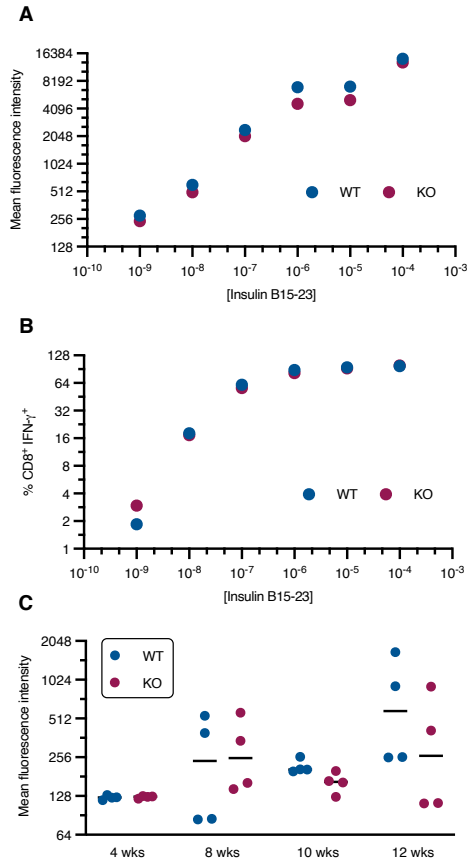 A
Mean fluorescence intensity
16384
8192
4096
2048
1024
512
256
128
WT KO
10-10 10-9 10-8 10-7 10-6 10-5 10-4 10-3
[Insulin B15-23]
B
% CD8+ IFN-γ+
128
64
32
16
8
4
2
1
WT KO
10-10 10-9 10-8 10-7 10-6 10-5 10-4 10-3
[Insulin B15-23]
C
Mean fluorescence intensity
2048
1024
512
256
128
64
WT
KO
4 wks 8 wks 10 wks 12 wks